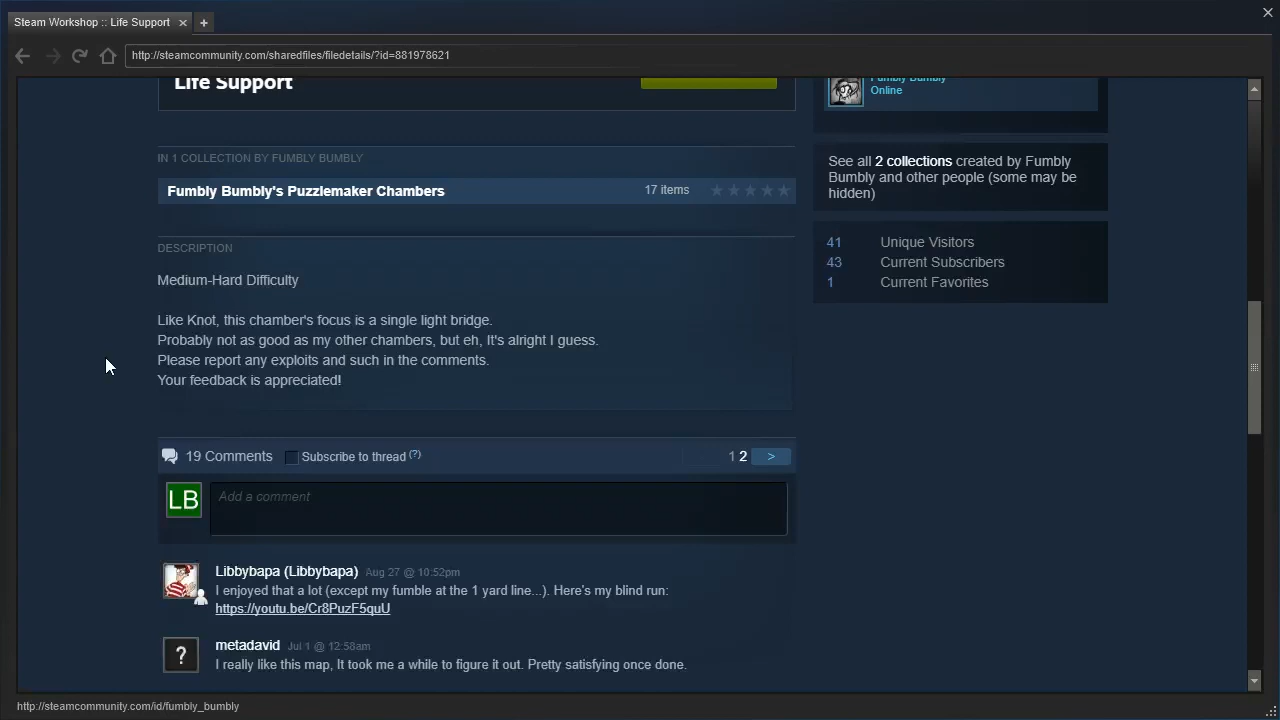 Steam Workshop :: Life Support
http://steamcommunity.com/sharedfiles/filedetails/?id=881978621
Life Support
Fumbly Bumbly
Online
IN 1 COLLECTION BY FUMBLY BUMBLY
Fumbly Bumbly's Puzzlemaker Chambers
17 items
See all 2 collections created by Fumbly
Bumbly and other people (some may be
hidden)
41 Unique Visitors
43 Current Subscribers
1 Current Favorites
DESCRIPTION
Medium-Hard Difficulty
Like Knot, this chamber's focus is a single light bridge.
Probably not as good as my other chambers, but eh, It's alright I guess.
Please report any exploits and such in the comments.
Your feedback is appreciated!
19 Comments
Subscribe to thread (?)
1 2 >
LB
Add a comment
Libbybapa (Libbybapa) Aug 27 @ 10:52pm
I enjoyed that a lot (except my fumble at the 1 yard line...). Here's my blind run:
https://youtu.be/Cr8PuzF5quU
?
metadavid Jul 1 @ 12:58am
I really like this map, It took me a while to figure it out. Pretty satisfying once done.
http://steamcommunity.com/id/fumbly_bumbly